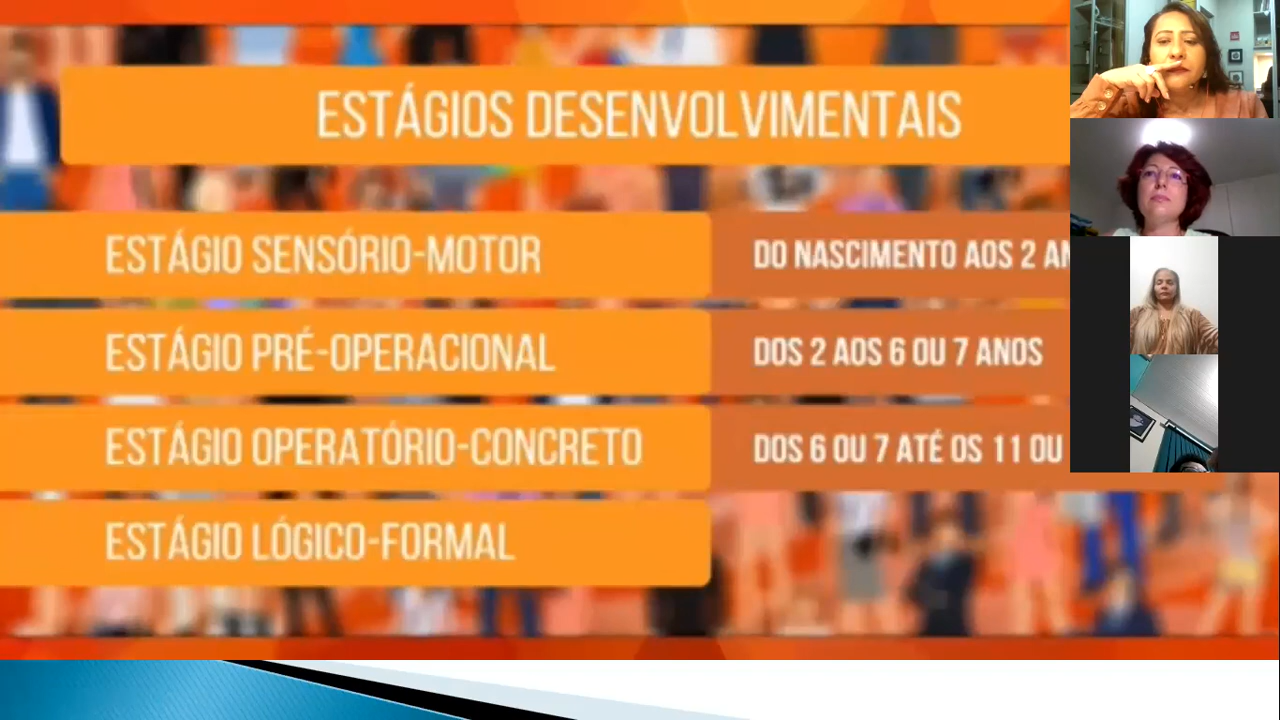 ESTÁGIOS DESENVOLVIMENTAIS
ESTÁGIO SENSÓRIO-MOTOR
DO NASCIMENTO AOS 2
ESTÁGIO PRÉ-OPERACIONAL
DOS 2 AOS 6 OU 7 ANOS
ESTÁGIO OPERATÓRIO-CONCRETO
DOS 6 OU 7 ATÉ OS 11 OU
ESTÁGIO LÓGICO-FORMAL